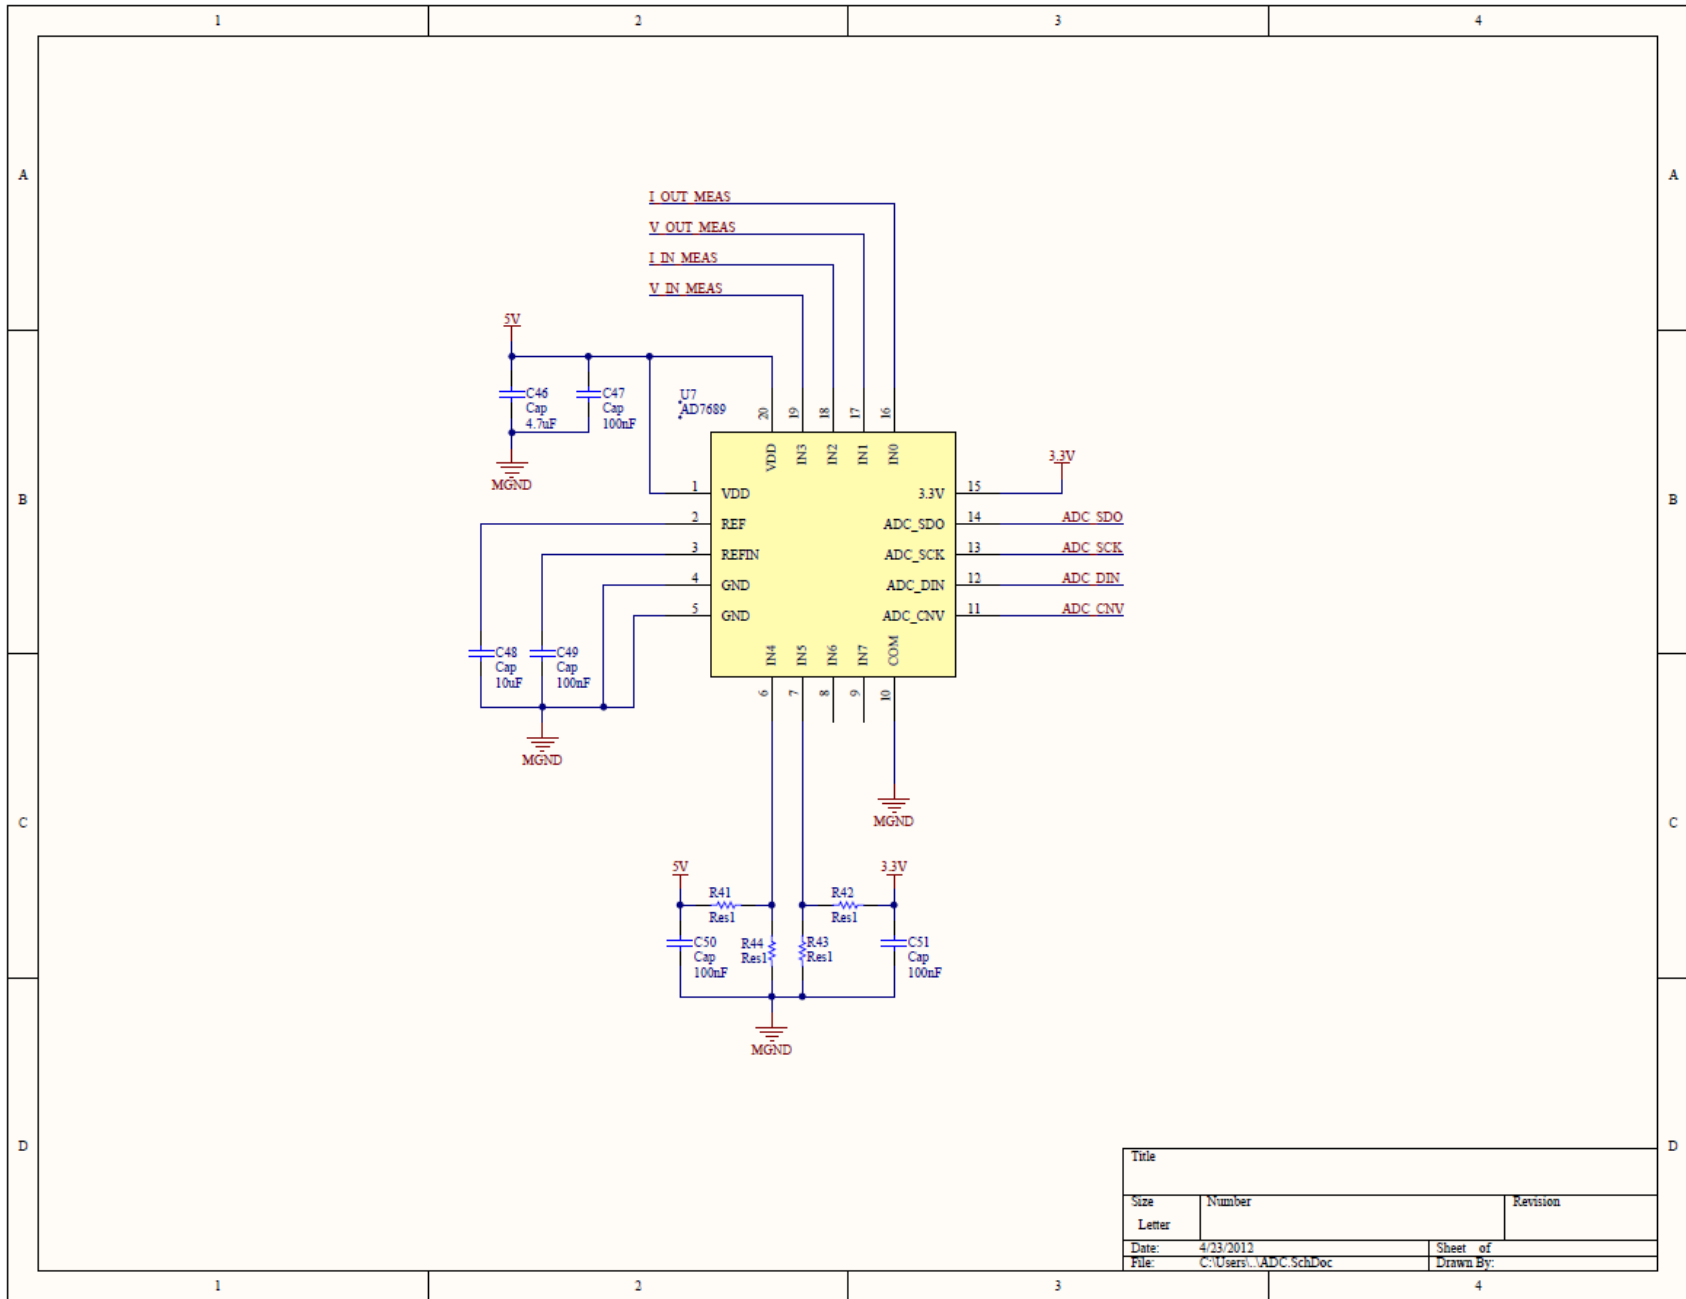 1
2
3
4
A
A
I_OUT_MEAS
V_OUT_MEAS
I_IN_MEAS
V_IN_MEAS
5V
C46
Cap
4.7uF
C47
Cap
100nF
MGND
U7
AD7689
20
19
18
17
16
VDD
IN3
IN2
IN1
IN0
B
B
1
VDD
2
REF
3
REFIN
4
GND
5
GND
3.3V
15
3.3V
ADC_SDO
14
ADC_SDO
ADC_SCK
13
ADC_SCK
ADC_DIN
12
ADC_DIN
ADC_CNV
11
ADC_CNV
IN4
IN5
IN6
IN7
COM
6
7
8
9
10
C48
Cap
10uF
C49
Cap
100nF
MGND
MGND
C
C
5V
3.3V
R41
Res1
R42
Res1
C50
Cap
100nF
R44
Res1
R43
Res1
C51
Cap
100nF
MGND
D
D
Title
Size
Number
Revision
Letter
Date:
4/23/2012
Sheet of
File:
C:\Users\..\ADC.SchDoc
Drawn By:
1
2
3
4